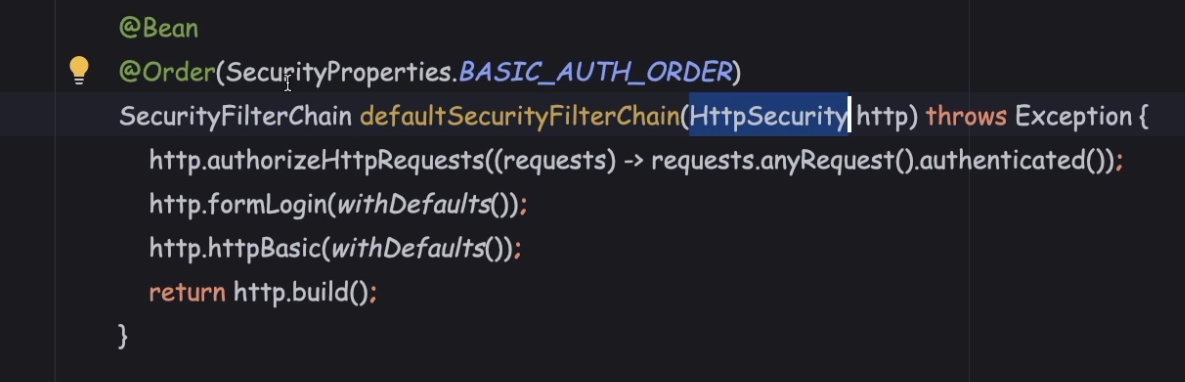 @Bean
@Order(SecurityProperties.BASIC_AUTH_ORDER)
SecurityFilterChain defaultSecurityFilterChain(HttpSecurity http) throws Exception {
http.authorizeHttpRequests((requests) -> requests.anyRequest().authenticated());
http.formLogin(withDefaults());
http.httpBasic(withDefaults());
return http.build();
}